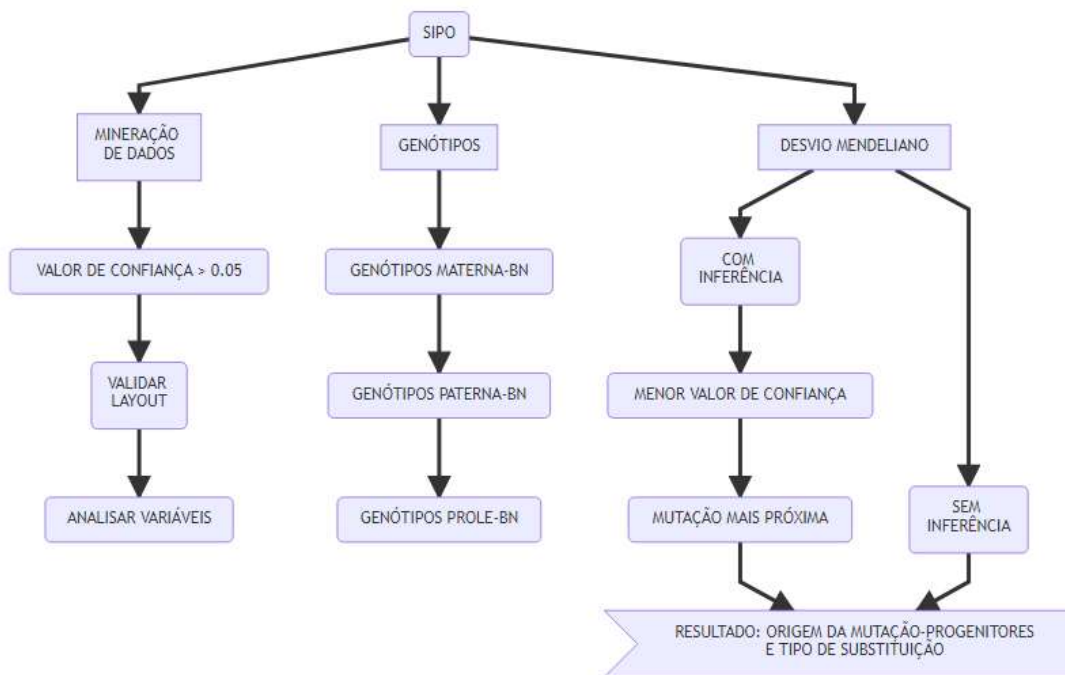 SIPO
MINERAÇÃO
DE DADOS
GENÓTIPOS
DESVIO MENDELIANO
VALOR DE CONFIANÇA > 0.05
GENÓTIPOS MATERNA-BN
COM
INFERÊNCIA
VALIDAR
LAYOUT
GENÓTIPOS PATERNA-BN
MENOR VALOR DE CONFIANÇA
ANALISAR VARIÁVEIS
GENÓTIPOS PROLE-BN
MUTAÇÃO MAIS PRÓXIMA
SEM
INFERÊNCIA
RESULTADO: ORIGEM DA MUTAÇÃO-PROGENITORES
E TIPO DE SUBSTITUIÇÃO